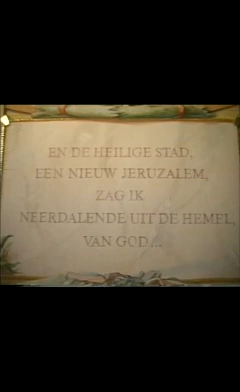 EN DE HEILIGE STAD,
EEN NIEUW JERUZALEM,
ZAG IK
NEERDALENDE UIT DE HEMEL,
VAN GOD...